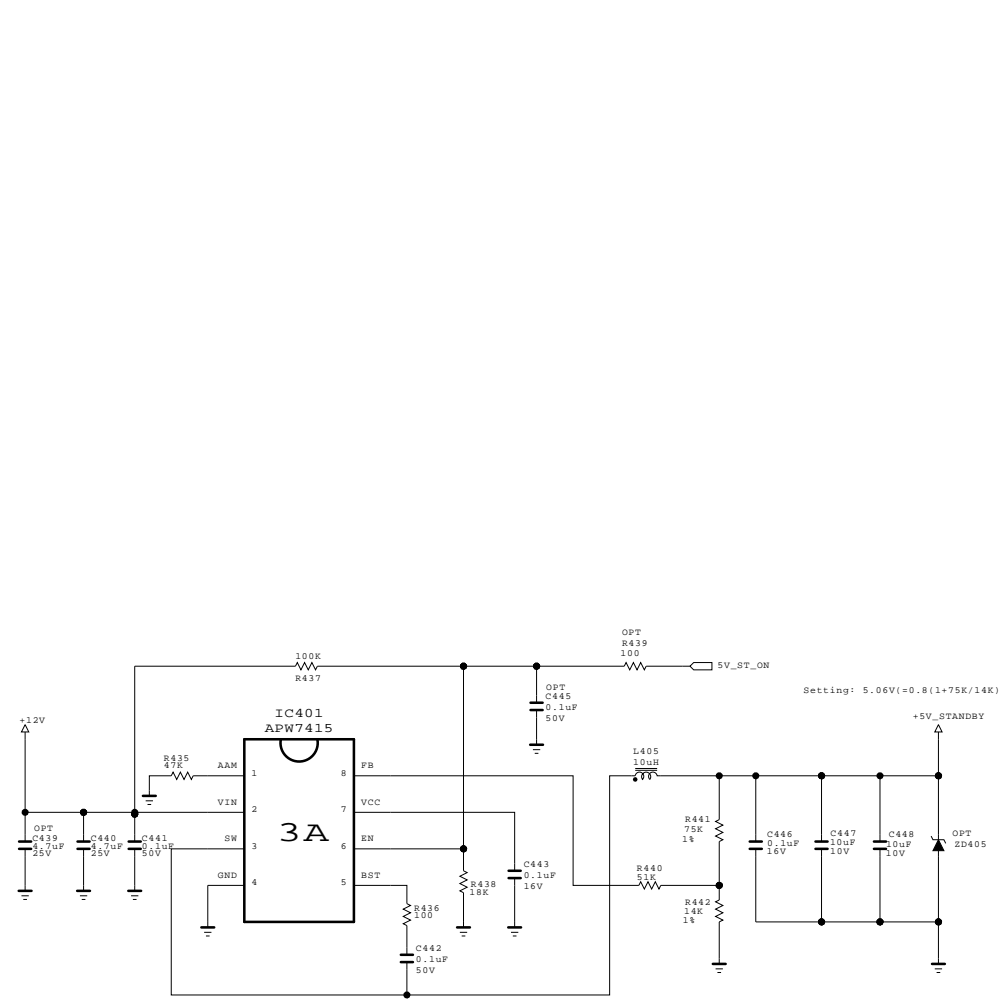 OPT
R439
100
100K
R437
5V_ST_ON
OPT
C445
0.1uF
50V
Setting: 5.06V(=0.8(1+75K/14K)
IC401
APW7415
+12V
+5V_STANDBY
R435
47K
L405
10uH
AAM
1
8
FB
VIN
2
7
VCC
SW
3
6
EN
GND
4
5
BST
3A
OPT
C439
4.7uF
25V
C440
4.7uF
25V
C441
0.1uF
50V
R438
18K
C443
0.1uF
16V
R436
100
C442
0.1uF
50V
R440
51K
R441
75K
1%
R442
14K
1%
C446
0.1uF
16V
C447
10uF
10V
C448
10uF
10V
OPT
ZD405